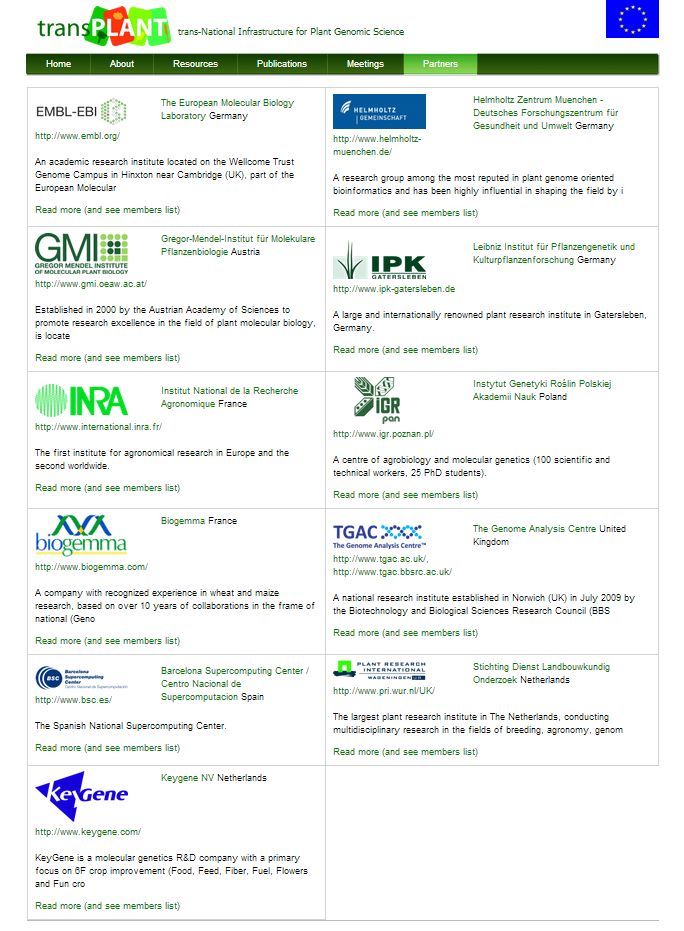 transPLANT trans-National Infrastructure for Plant Genomic Science
Home About Resources Publications Meetings Partners
EMBL-EBI
The European Molecular Biology
Laboratory Germany
http://www.embl.org/
An academic research institute located on the Wellcome Trust
Genome Campus in Hinxton near Cambridge (UK), part of the
European Molecular
Read more (and see members list)
HELMHOLTZ
GEMEINSCHAFT
Helmholtz Zentrum Muenchen -
Deutsches Forschungszentrum für
Gesundheit und Umwelt Germany
http://www.helmholtz-
muenchen.de/
A research group among the most reputed in plant genome oriented
bioinformatics and has been highly influential in shaping the field by i
Read more (and see members list)
GMI
GREGOR MENDEL INSTITUTE
OF MOLECULAR PLANT BIOLOGY
Gregor-Mendel-Institut für Molekulare
Pflanzenbiologie Austria
http://www.gmi.oeaw.ac.at/
Established in 2000 by the Austrian Academy of Sciences to
promote research excellence in the field of plant molecular biology,
is locate
Read more (and see members list)
IPK
GATERSLEBEN
Leibniz Institut für Pflanzengenetik und
Kulturpflanzenforschung Germany
http://www.ipk-gatersleben.de
A large and internationally renowned plant research institute in Gatersleben,
Germany.
Read more (and see members list)
INRA
Institut National de la Recherche
Agronomique France
http://www.international.inra.fr/
The first institute for agronomical research in Europe and the
second worldwide.
Read more (and see members list)
IGR
pan
Instytut Genetyki Roślin Polskiej
Akademii Nauk Poland
http://www.igr.poznan.pl/
A centre of agrobiology and molecular genetics (100 scientific and
technical workers, 25 PhD students).
Read more (and see members list)
biogemma
Biogemma France
http://www.biogemma.com/
A company with recognized experience in wheat and maize
research, based on over 10 years of collaborations in the frame of
national (Geno
Read more (and see members list)
TGAC
The Genome Analysis Centre™
The Genome Analysis Centre United
Kingdom
http://www.tgac.ac.uk/,
http://www.tgac.bbsrc.ac.uk/
A national research institute established in Norwich (UK) in July 2009 by
the Biotechnology and Biological Sciences Research Council (BBS
Read more (and see members list)
BSC
Barcelona
Supercomputing
Center
Centro Nacional de Supercomputación
Barcelona Supercomputing Center /
Centro Nacional de
Supercomputacion Spain
http://www.bsc.es/
The Spanish National Supercomputing Center.
Read more (and see members list)
PLANT RESEARCH
INTERNATIONAL
WAGENINGEN UR
Stichting Dienst Landbouwkundig
Onderzoek Netherlands
http://www.pri.wur.nl/UK/
The largest plant research institute in The Netherlands, conducting
multidisciplinary research in the fields of breeding, agronomy, genom
Read more (and see members list)
KeyGene
Keygene NV Netherlands
http://www.keygene.com/
KeyGene is a molecular genetics R&D company with a primary
focus on 6F crop improvement (Food, Feed, Fiber, Fuel, Flowers
and Fun cro
Read more (and see members list)